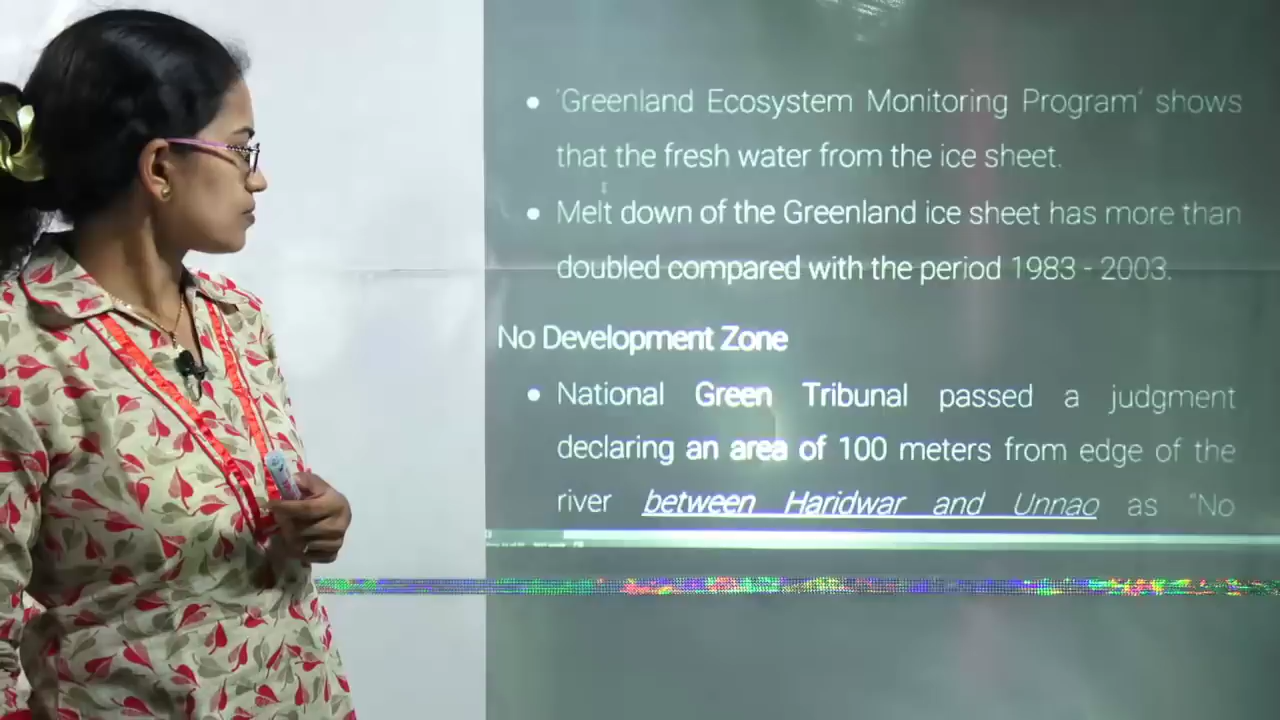 • 'Greenland Ecosystem Monitoring Program' shows
that the fresh water from the ice sheet.
• Melt down of the Greenland ice sheet has more than
doubled compared with the period 1983 - 2003.
No Development Zone
• National Green Tribunal passed a judgment
declaring an area of 100 meters from edge of the
river between Haridwar and Unnao as "No